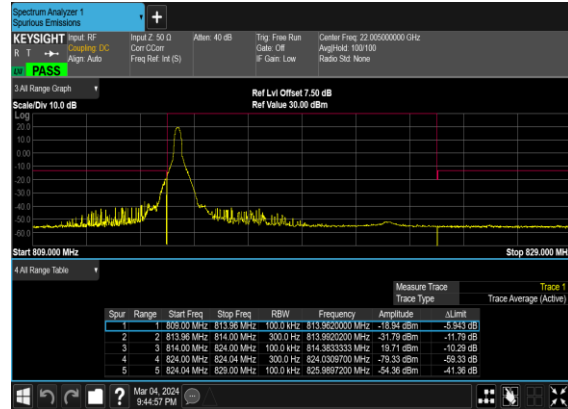 Spectrum Analyzer 1
Spurious Emissions
KEYSIGHT Input: RF Input Z: 50 Ω Atten: 40 dB Trig: Free Run Center Freq: 22.005000000 GHz
R T Coupling: DC Corr CCorr Gate: Off Avg|Hold: 100/100
Align: Auto Freq Ref: Int (S) IF Gain: Low Radio Std: None
PASS
3 All Range Graph
Ref Lvl Offset 7.50 dB
Scale/Div 10.0 dB Ref Value 30.00 dBm
Log
20.0
10.0
0.00
-10.0
-20.0
-30.0
-40.0
-50.0
-60.0
Start 809.000 MHz Stop 829.000 MH
4 All Range Table
Measure Trace Trace 1
Trace Type Trace Average (Active)
Spur Range Start Freq Stop Freq RBW Frequency Amplitude ΔLimit
1 1 809.00 MHz 813.96 MHz 100.0 kHz 813.9620000 MHz -18.94 dBm -5.943 dB
2 2 813.96 MHz 814.00 MHz 300.0 Hz 813.9920200 MHz -31.79 dBm -11.79 dB
3 3 814.00 MHz 824.00 MHz 100.0 kHz 814.3833333 MHz 19.71 dBm -10.29 dB
4 4 824.00 MHz 824.04 MHz 300.0 Hz 824.0309700 MHz -79.33 dBm -59.33 dB
5 5 824.04 MHz 829.00 MHz 100.0 kHz 825.9897200 MHz -54.36 dBm -41.36 dB
?
Mar 04, 2024
9:44:57 PM